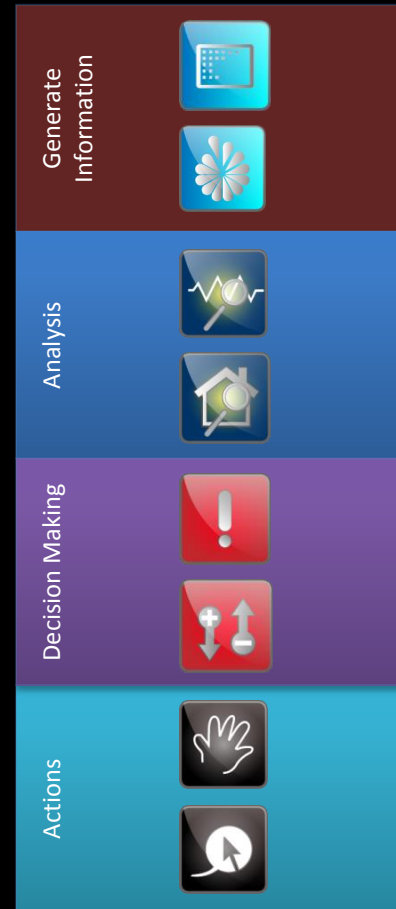 Actions
Decision Making
Analysis
Generate
Information